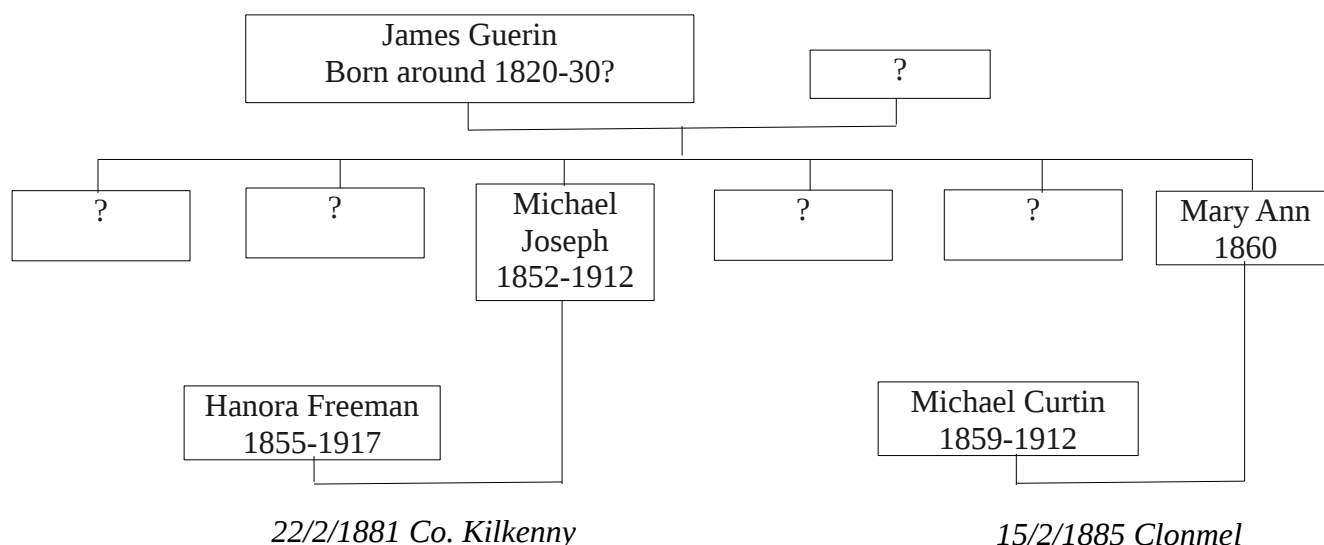 James Guerin
Born around 1820-30?
?
?
?
Michael
Joseph
1852-1912
?
?
Mary Ann
1860
Hanora Freeman
1855-1917
Michael Curtin
1859-1912
22/2/1881 Co. Kilkenny
15/2/1885 Clonmel